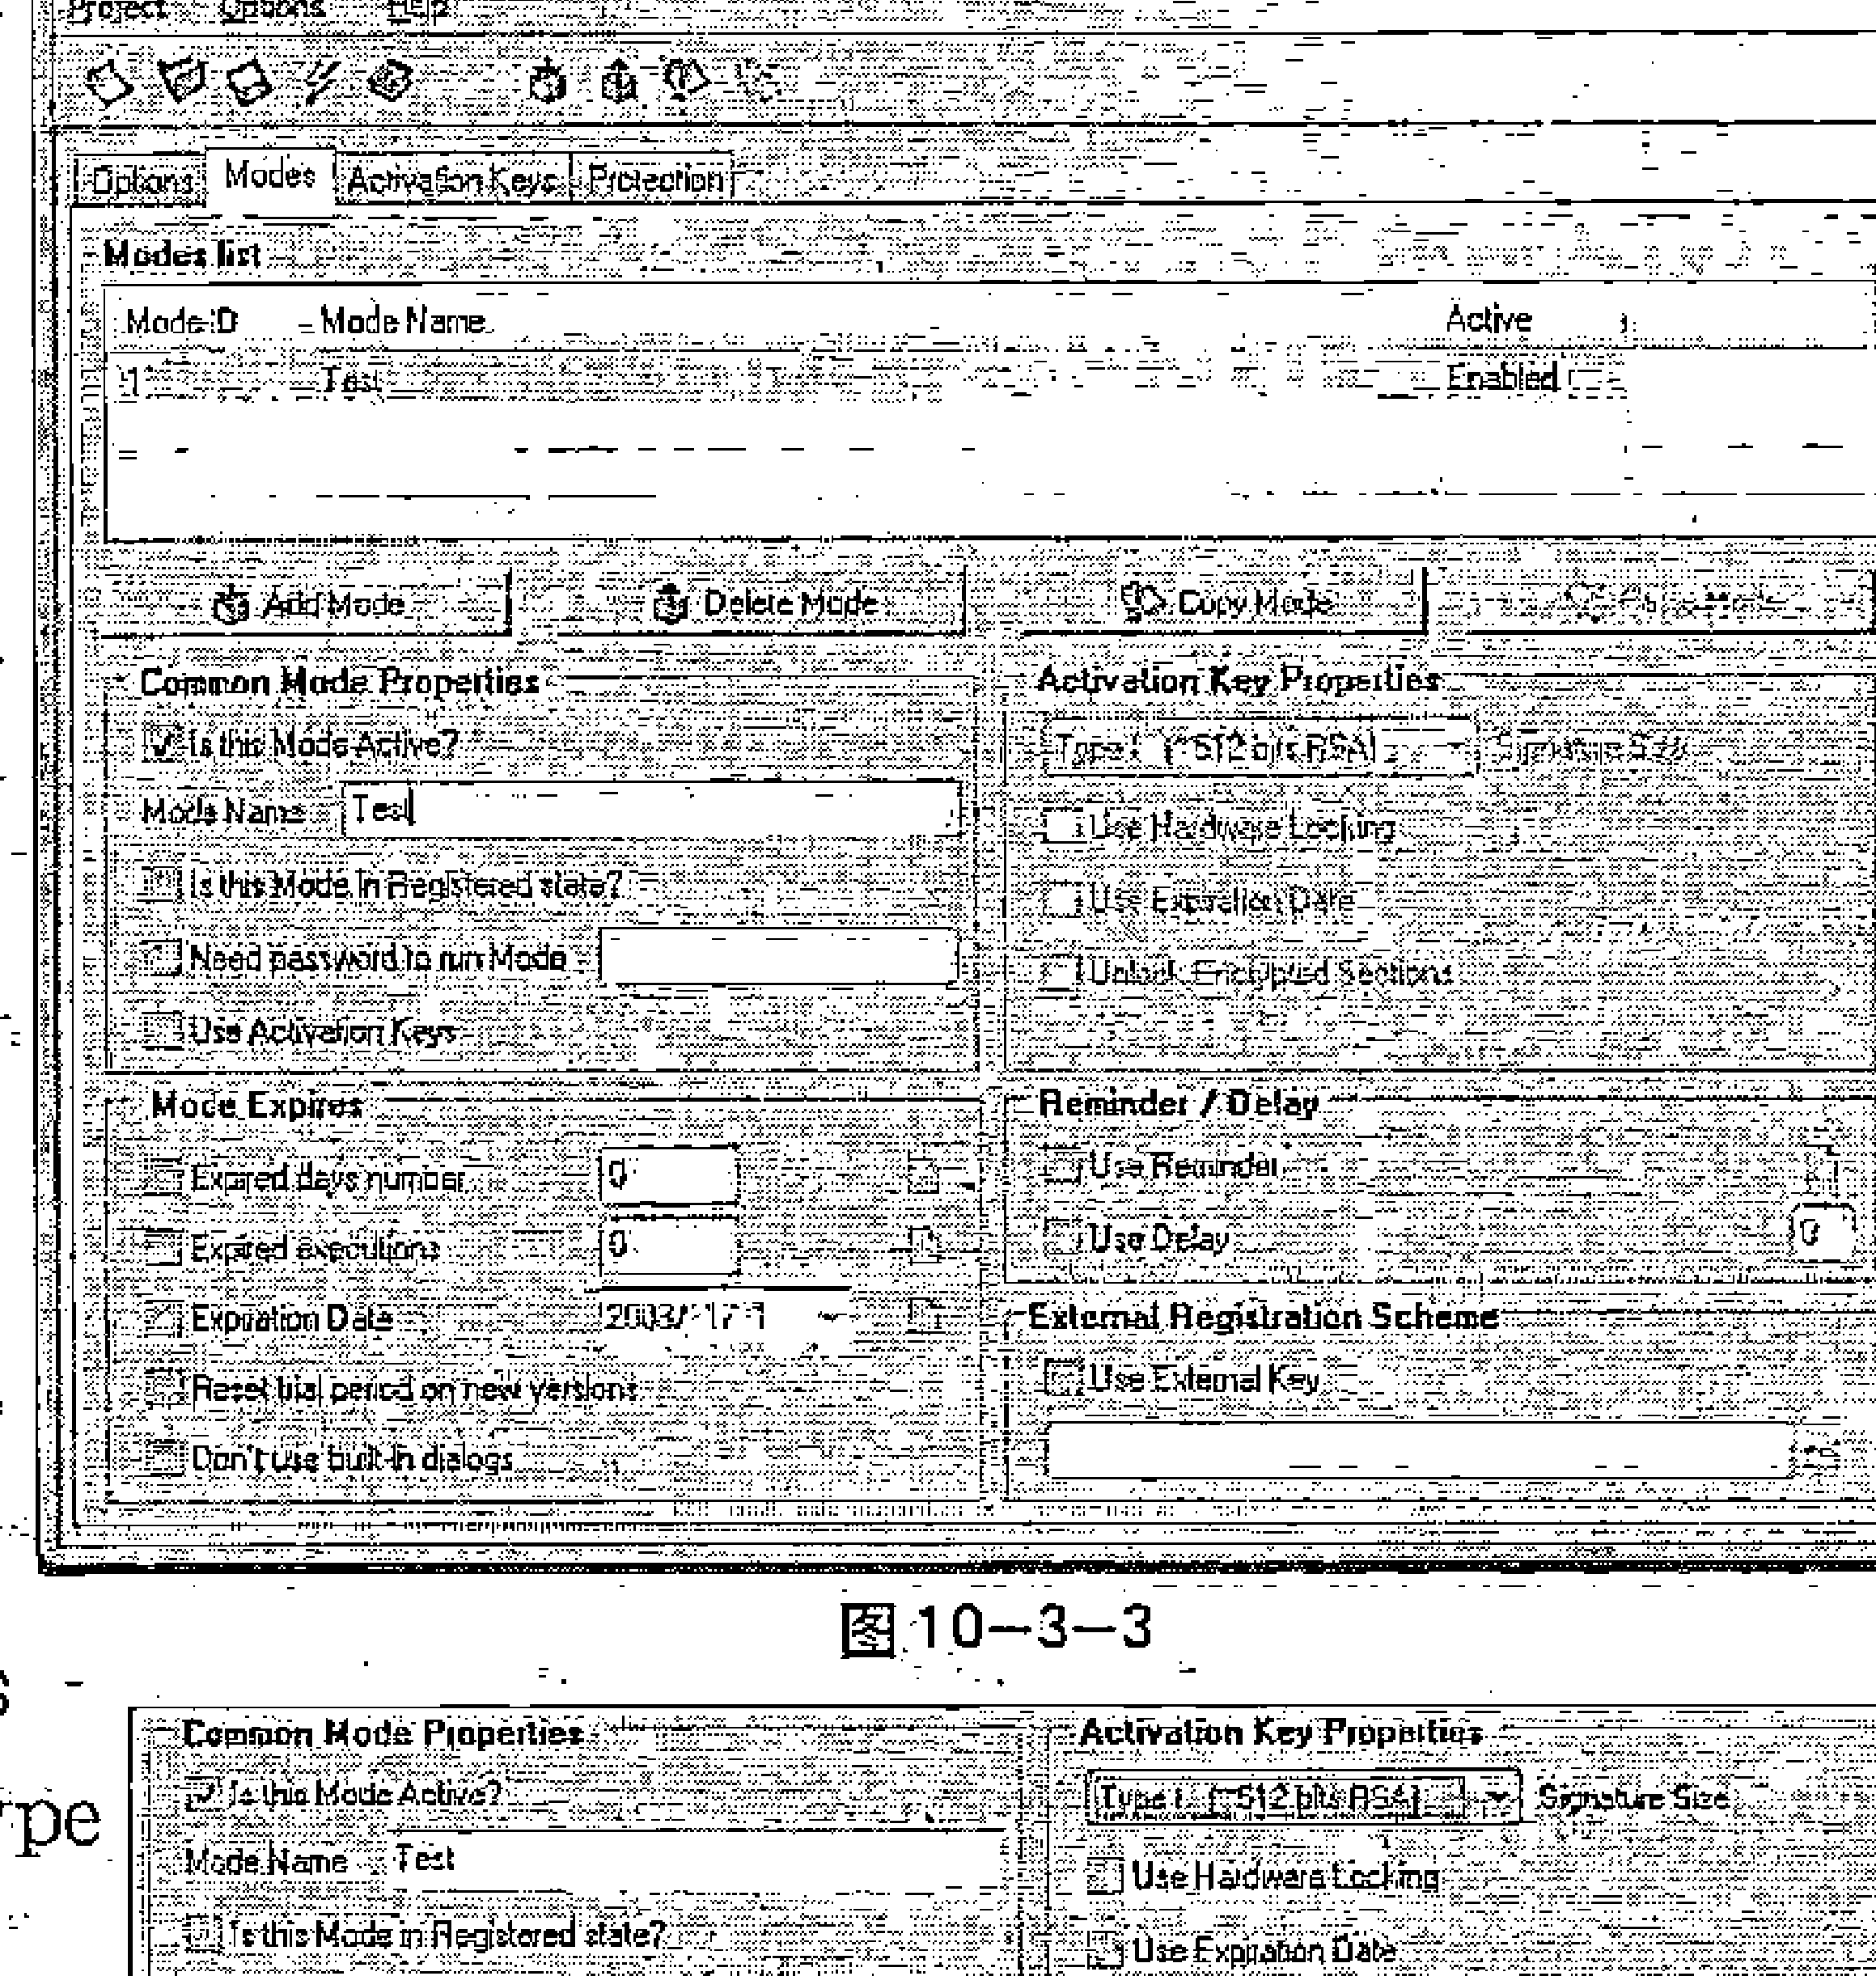 Project Options Help
Options Modes Activation Keys Protection
Modes list
Mode ID Mode Name Active
1 Test Enabled
Add Mode Delete Mode Copy Mode
Common Mode Properties
Is this Mode Active?
Mode Name Test
Is this Mode in Registered state?
Need password to run Mode
Use Activation Keys
Activation Key Properties
Type I (~512 bits RSA) Signature Size
Use Hardware Locking
Use Expiration Date
Unlock Encrypted Sections
Mode Expires
Expired days number 0
Expired executions 0
Expiration Date
Reset trial period on new versions
Don't use built-in dialogs
Reminder / Delay
Use Reminder
Use Delay 0
External Registration Scheme
Use External Key
图 10-3-3
Common Mode Properties
Is this Mode Active?
Mode Name Test
Is this Mode in Registered state?
Activation Key Properties
Type I (~512 bits RSA) Signature Size
Use Hardware Locking
Use Expiration Date
pe